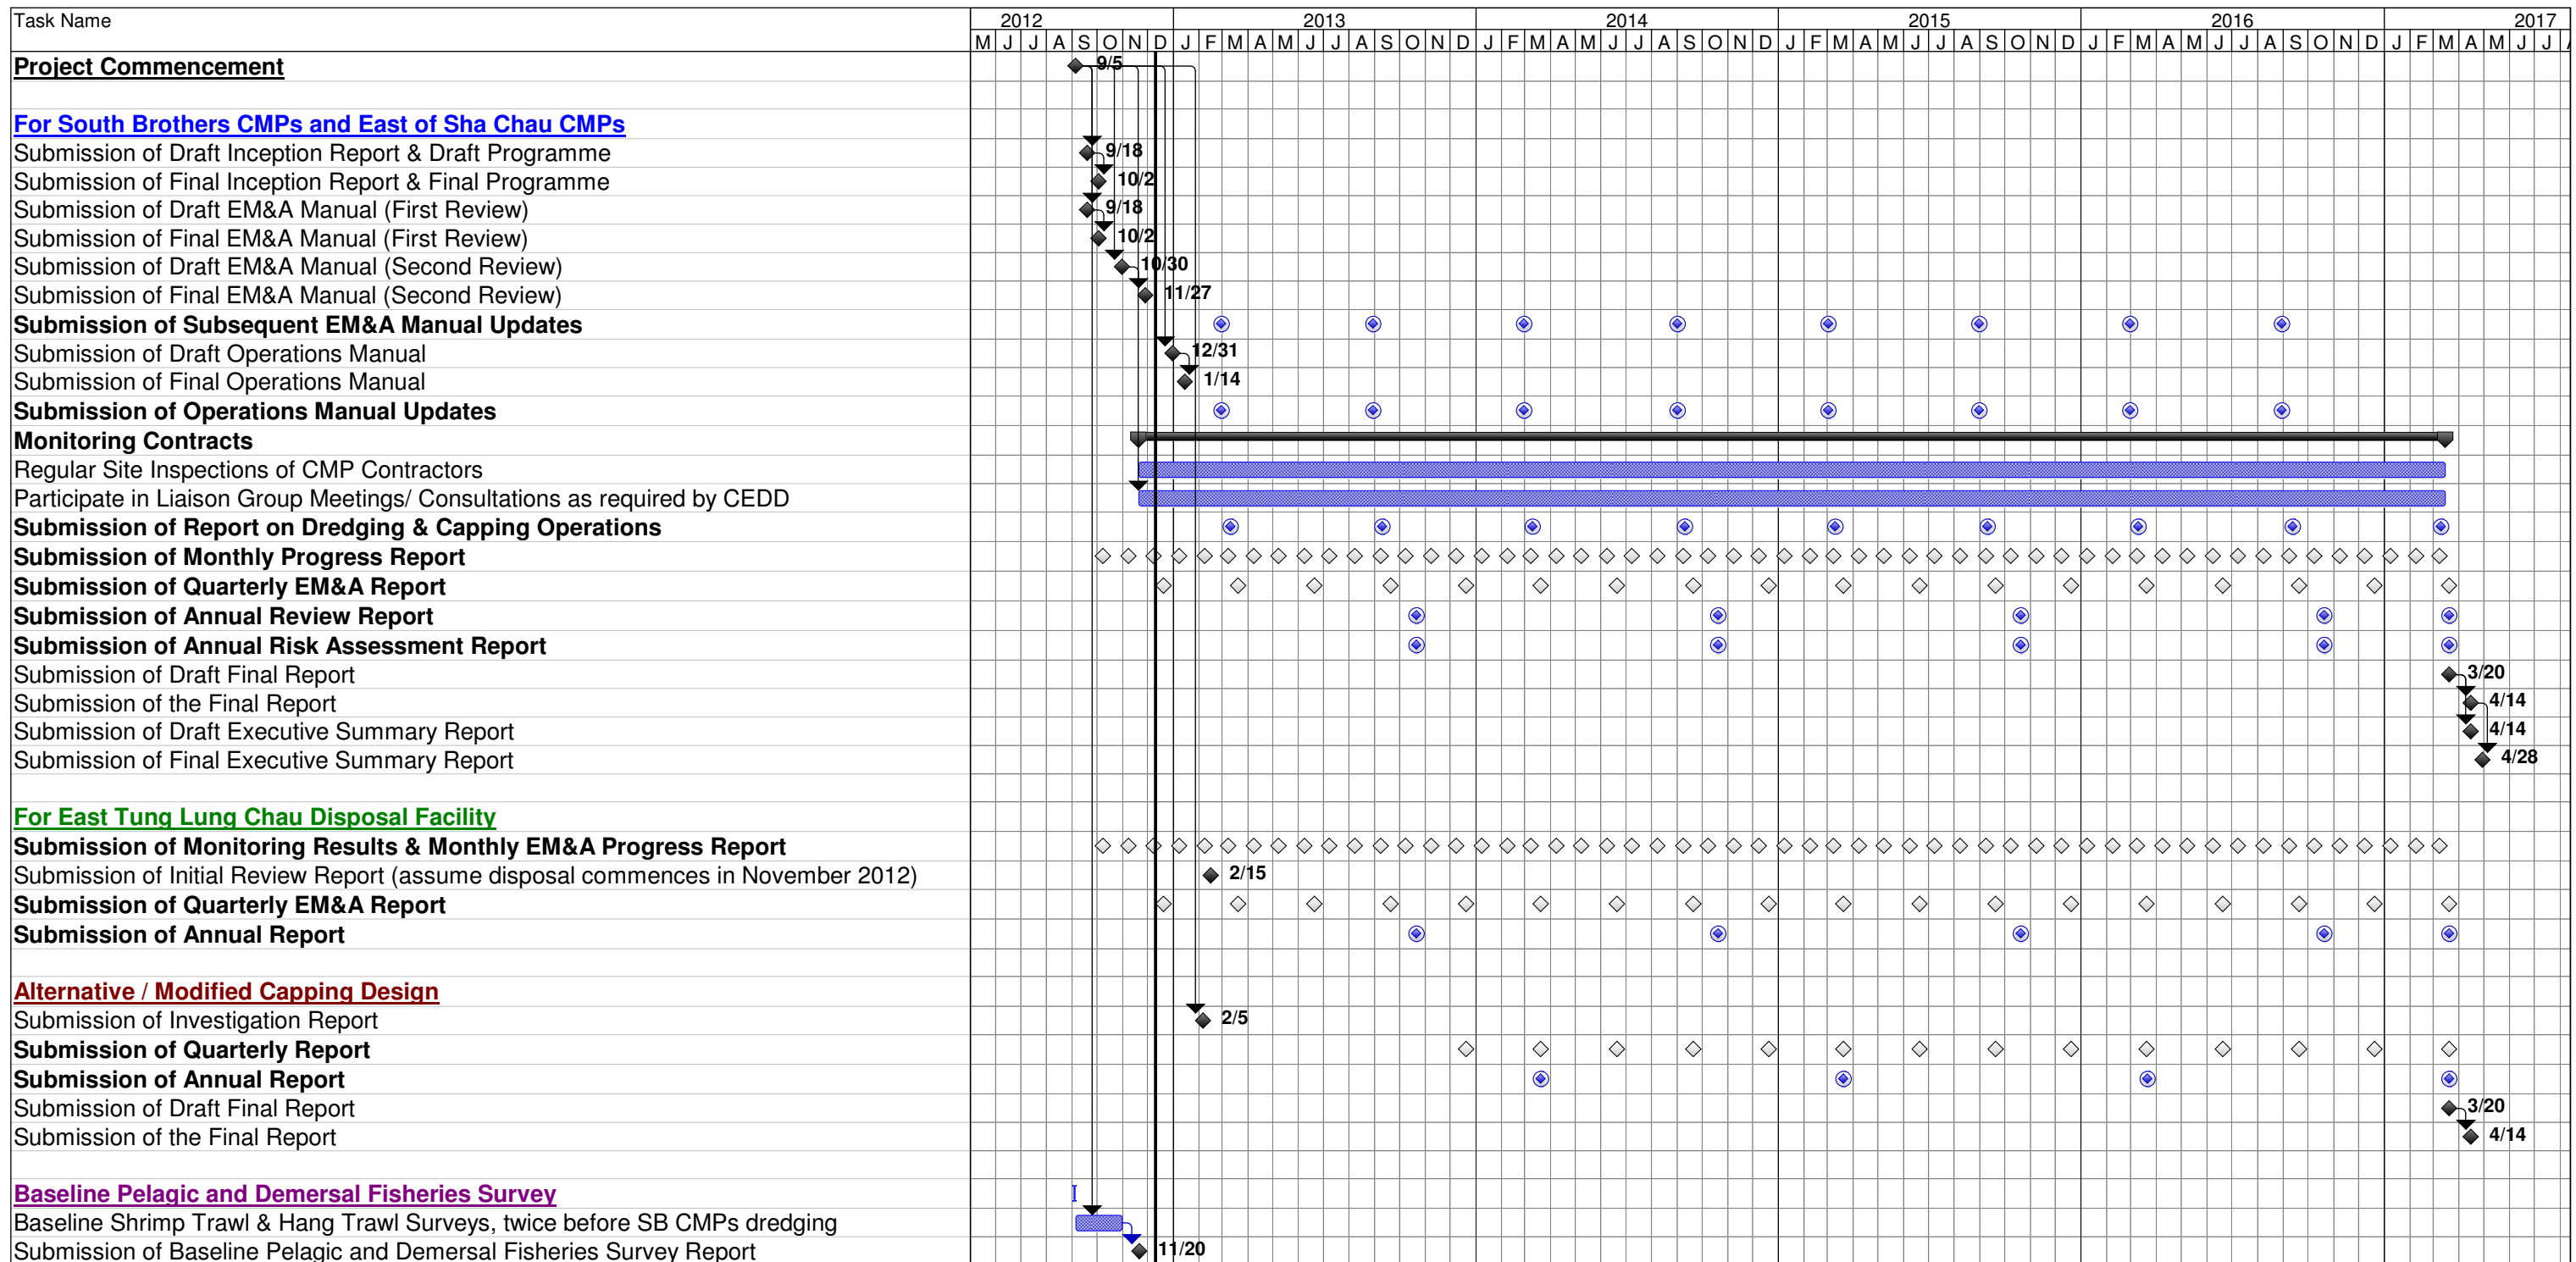 Task Name 2012 2013 2014 2015 2016 2017
M J J A S O N D J F M A M J J A S O N D J F M A M J J A S O N D J F M A M J J A S O N D J F M A M J J A S O N D J F M A M J J
Project Commencement 9/5
For South Brothers CMPs and East of Sha Chau CMPs
Submission of Draft Inception Report & Draft Programme 9/18
Submission of Final Inception Report & Final Programme 10/2
Submission of Draft EM&A Manual (First Review) 9/18
Submission of Final EM&A Manual (First Review) 10/2
Submission of Draft EM&A Manual (Second Review) 10/30
Submission of Final EM&A Manual (Second Review) 11/27
Submission of Subsequent EM&A Manual Updates
Submission of Draft Operations Manual 12/31
Submission of Final Operations Manual 1/14
Submission of Operations Manual Updates
Monitoring Contracts
Regular Site Inspections of CMP Contractors
Participate in Liaison Group Meetings/ Consultations as required by CEDD
Submission of Report on Dredging & Capping Operations
Submission of Monthly Progress Report
Submission of Quarterly EM&A Report
Submission of Annual Review Report
Submission of Annual Risk Assessment Report
Submission of Draft Final Report 3/20
Submission of the Final Report 4/14
Submission of Draft Executive Summary Report 4/14
Submission of Final Executive Summary Report 4/28
For East Tung Lung Chau Disposal Facility
Submission of Monitoring Results & Monthly EM&A Progress Report
Submission of Initial Review Report (assume disposal commences in November 2012) 2/15
Submission of Quarterly EM&A Report
Submission of Annual Report
Alternative / Modified Capping Design
Submission of Investigation Report 2/5
Submission of Quarterly Report
Submission of Annual Report
Submission of Draft Final Report 3/20
Submission of the Final Report 4/14
Baseline Pelagic and Demersal Fisheries Survey
Baseline Shrimp Trawl & Hang Trawl Surveys, twice before SB CMPs dredging
Submission of Baseline Pelagic and Demersal Fisheries Survey Report 11/20